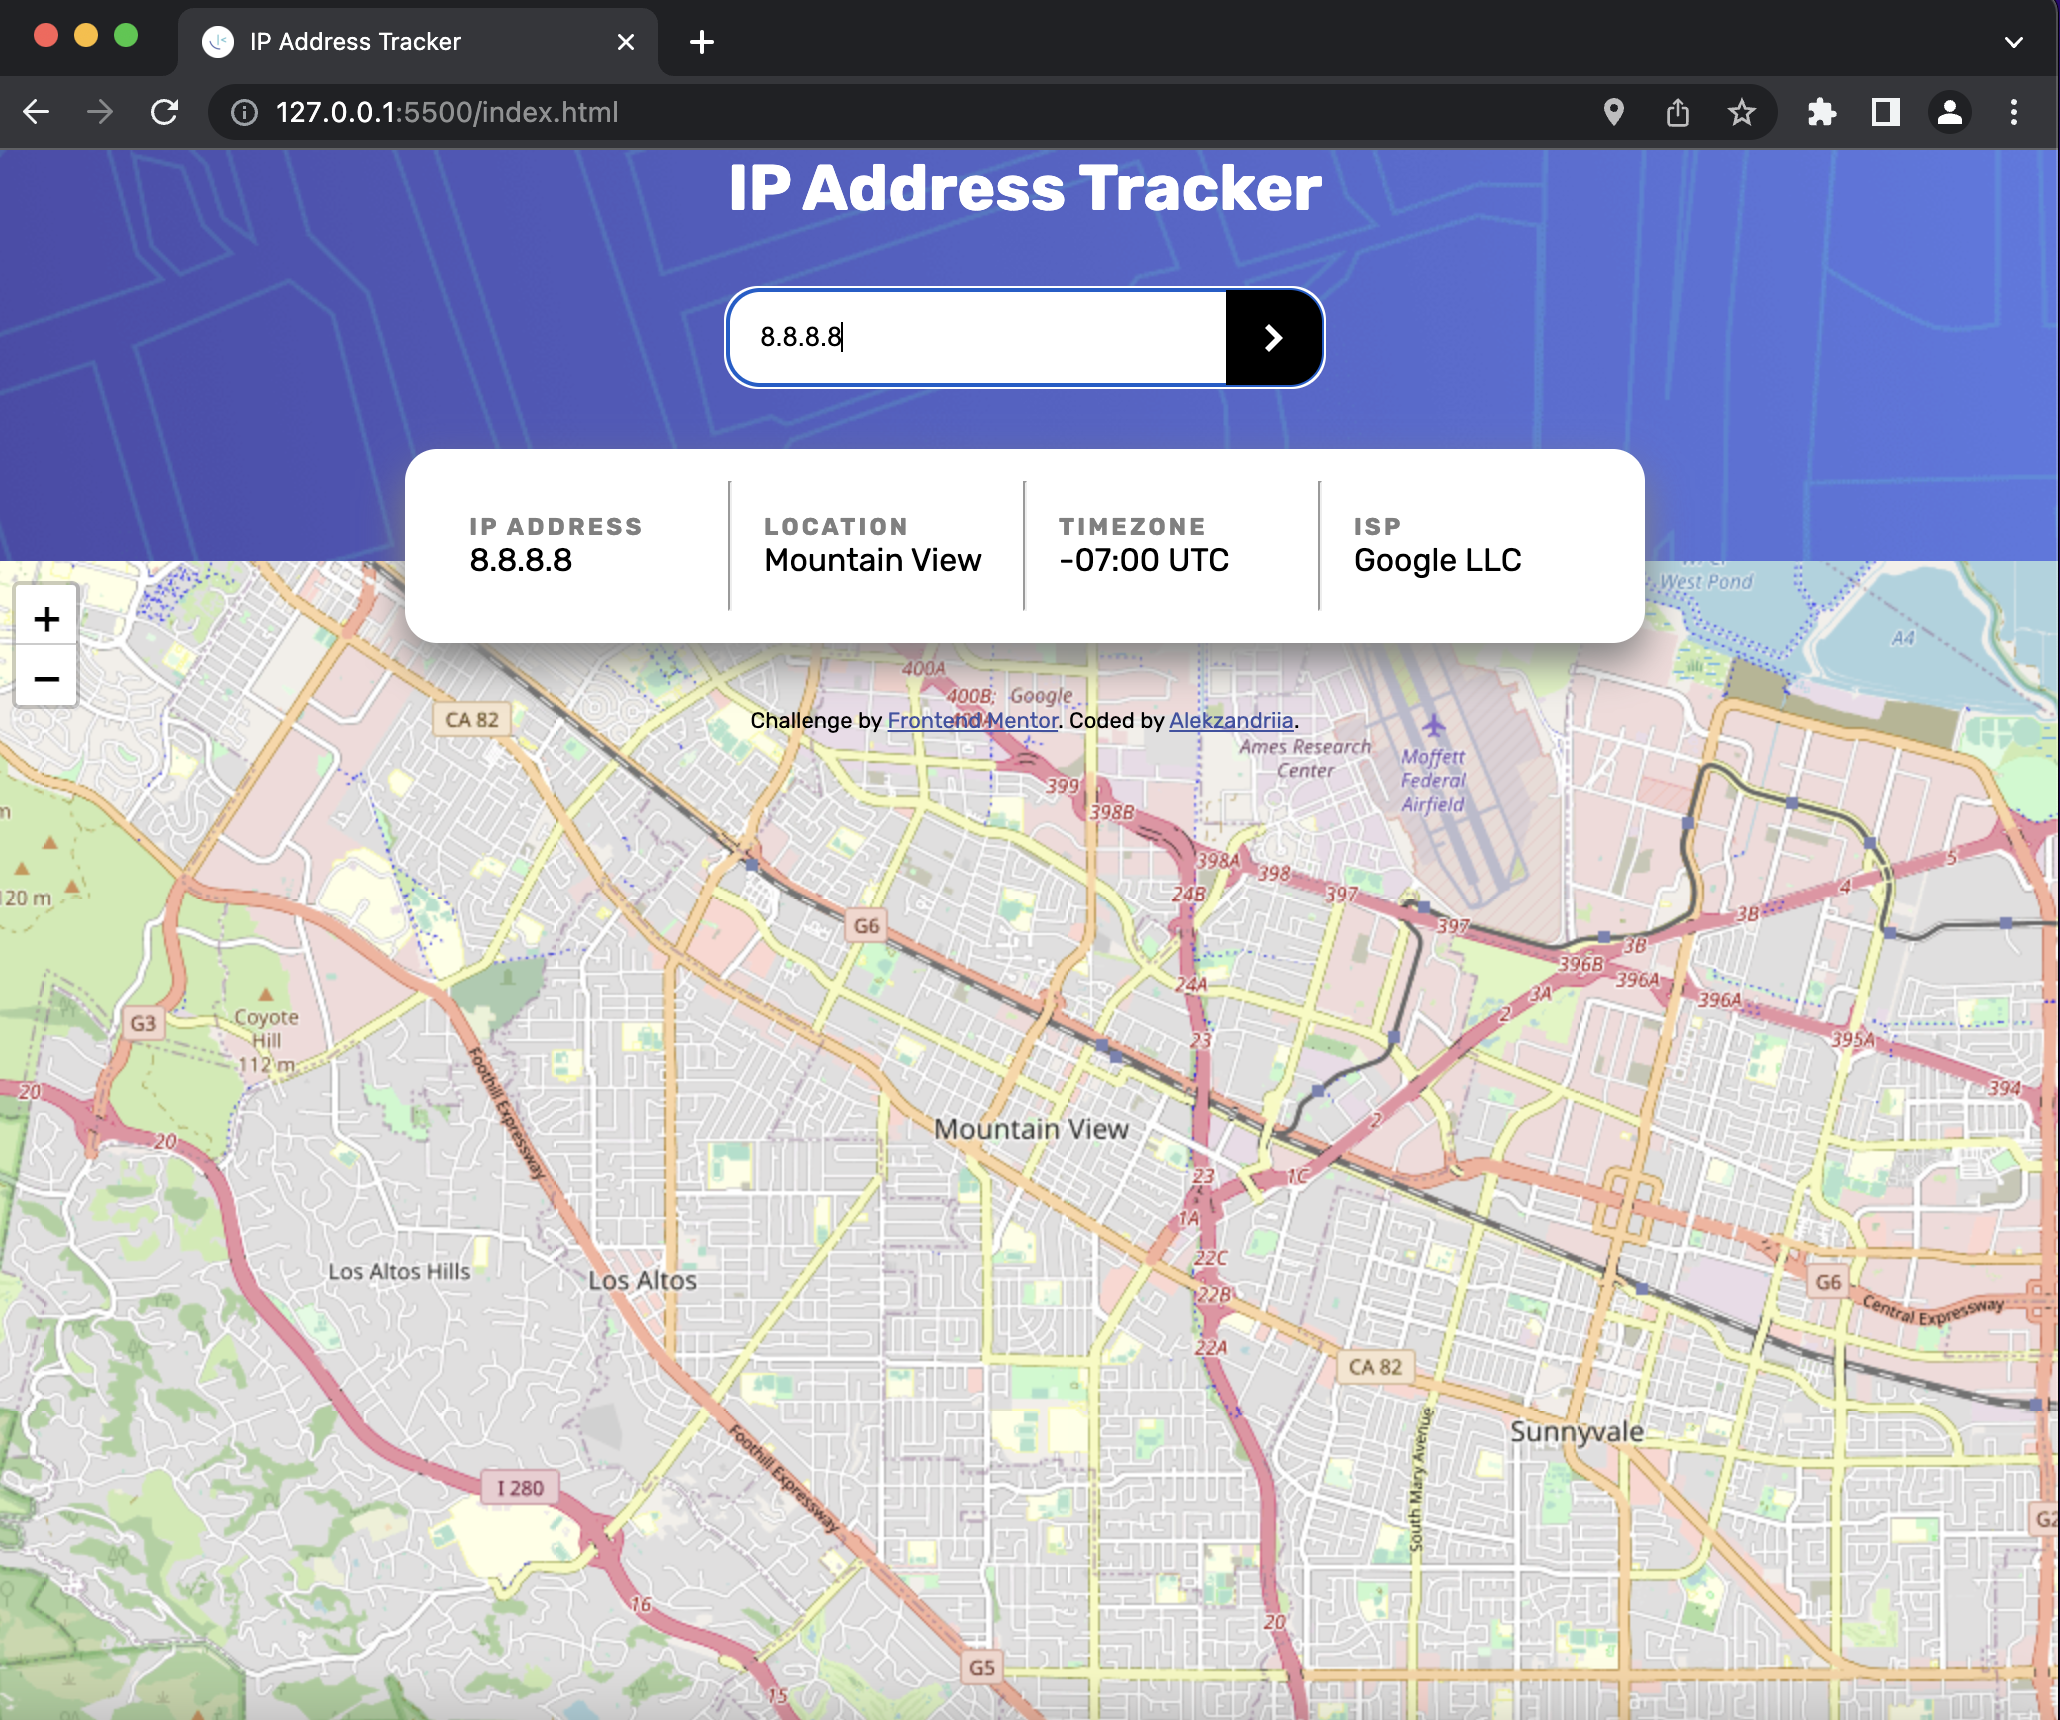 IP Address Tracker
127.0.0.1:5500/index.html
IP Address Tracker
8.8.8.8
IP ADDRESS
8.8.8.8
LOCATION
Mountain View
TIMEZONE
-07:00 UTC
ISP
Google LLC
+
−
West Pond
A4
400A
400B;
Google
CA 82
Challenge by Frontend Mentor. Coded by Alekzandriia.
Ames Research
Center
Moffett
Federal
Airfield
399
398B
398A
398
397
24B
397
5
4
3B
3B
396B
396A
396A
120 m
G6
24A
3A
2
395A
394
G3
Coyote
Hill
112 m
23
20
20
Foothill Expressway
Mountain View
2
23
1C
1A
22C
22B
22A
Los Altos Hills
Los Altos
G6
Central Expressway
CA 82
Sunnyvale
South Mary Avenue
Foothill Expressway
I 280
G2
16
20
G5
15